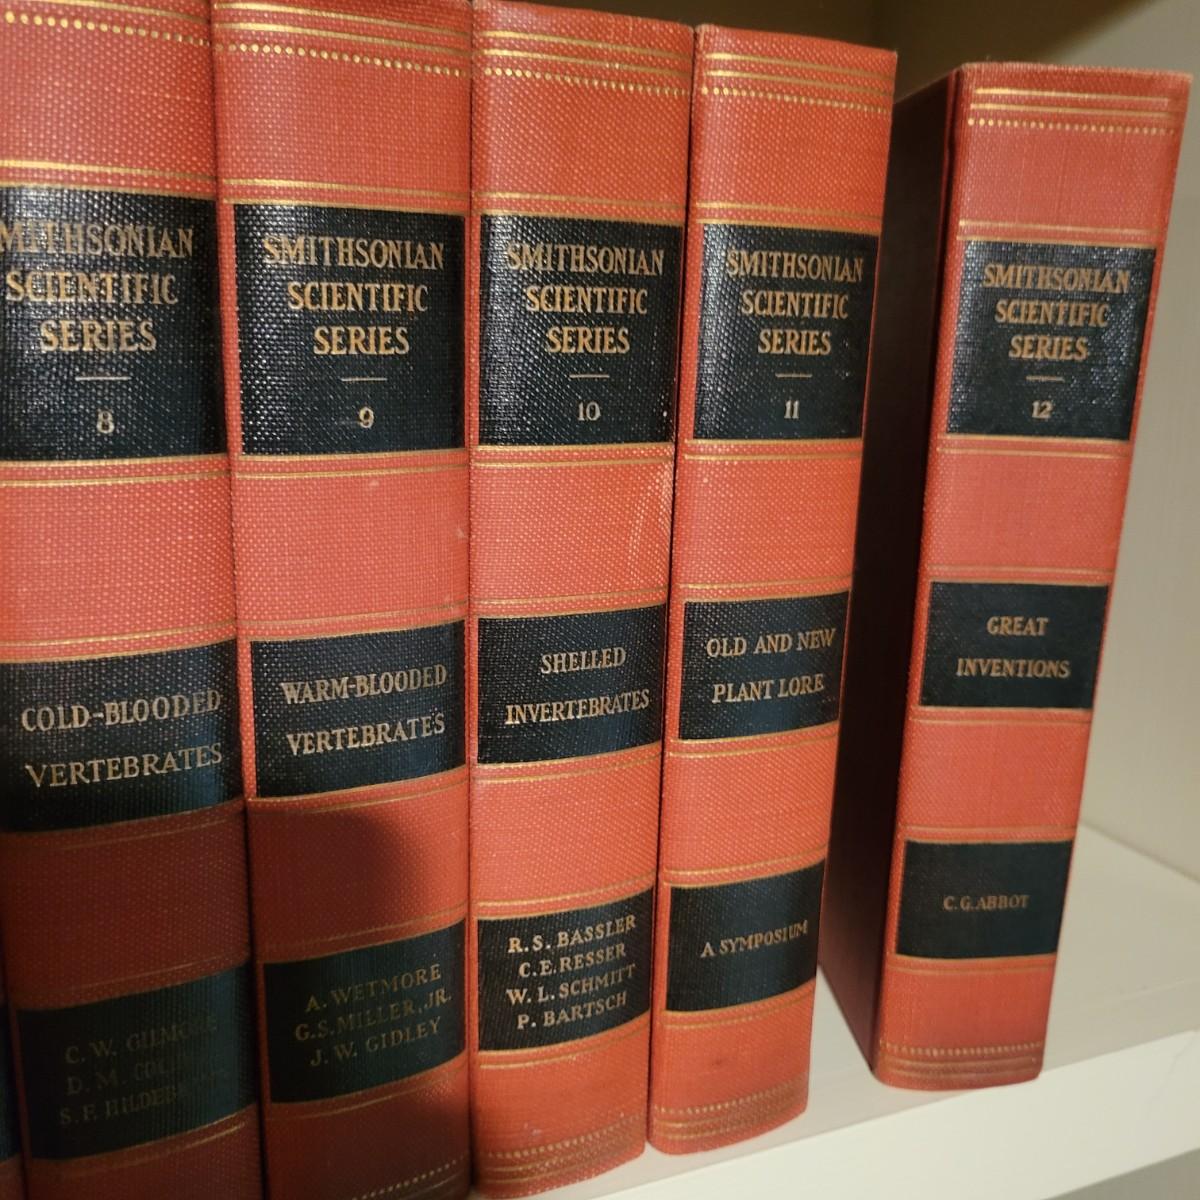 SMITHSONIAN
SCIENTIFIC
SERIES
8
COLD-BLOODED
VERTEBRATES
C. W. GILMORE
D. M.
S. F.
SMITHSONIAN
SCIENTIFIC
SERIES
9
WARM-BLOODED
VERTEBRATES
A. WETMORE
G.S. MILLER, JR.
J. W. GIDLEY
SMITHSONIAN
SCIENTIFIC
SERIES
10
SHELLED
INVERTEBRATES
R. S. BASSLER
C. E. RESSER
W. L. SCHMITT
P. BARTSCH
SMITHSONIAN
SCIENTIFIC
SERIES
11
OLD AND NEW
PLANT LORE
A SYMPOSIUM
SMITHSONIAN
SCIENTIFIC
SERIES
12
GREAT
INVENTIONS
C. G. ABBOT